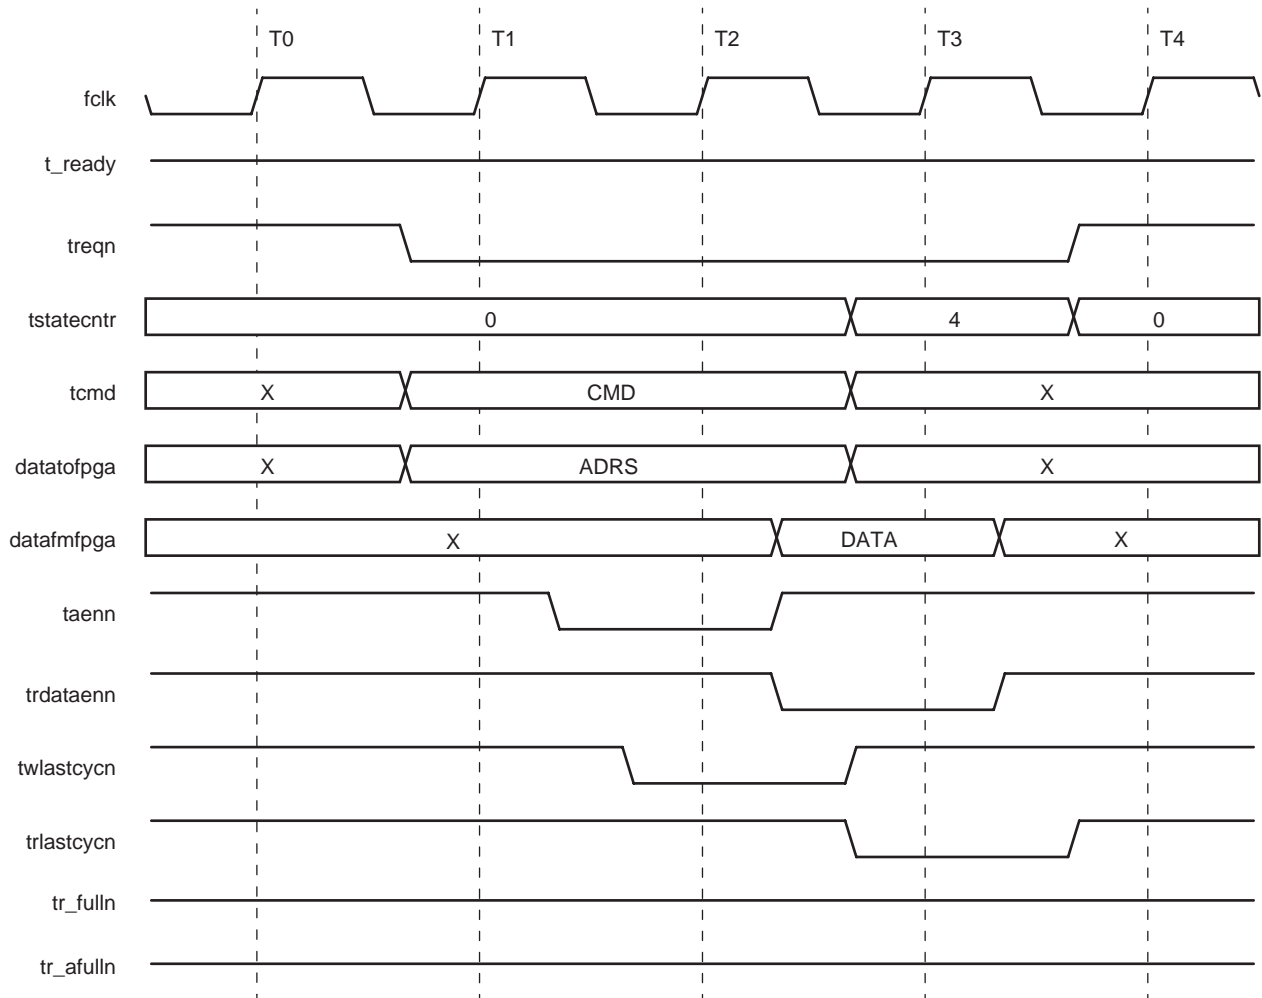 T0 T1 T2 T3 T4
fclk
t_ready
treqn
tstatecntr 0 4 0
tcmd X CMD X
datatofpga X ADRS X
datafmfpga X DATA X
taenn
trdataenn
twlastcycn
trlastcycn
tr_fulln
tr_afulln